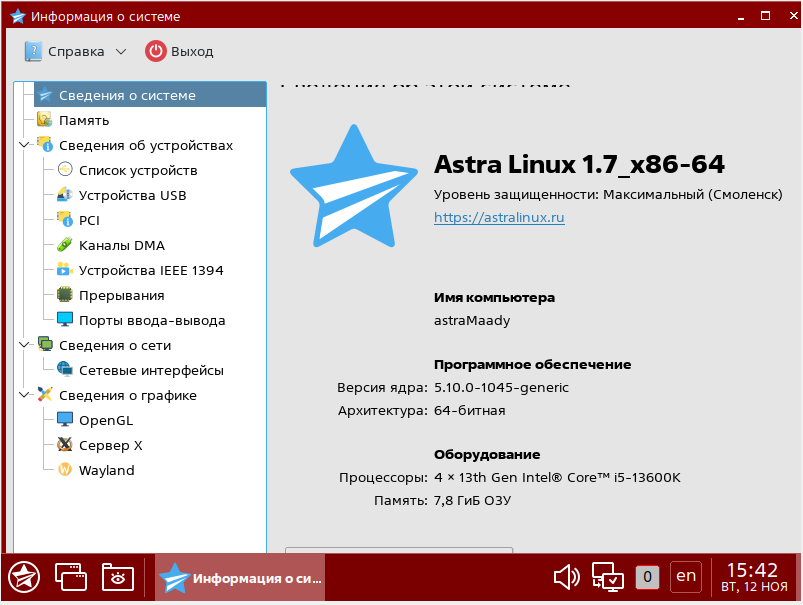 Информация о системе
Справка
Выход
Сведения о системе
Память
Сведения об устройствах
Список устройств
Устройства USB
PCI
Каналы DMA
Устройства IEEE 1394
Прерывания
Порты ввода-вывода
Сведения о сети
Сетевые интерфейсы
Сведения о графике
OpenGL
Сервер X
Wayland
Astra Linux 1.7_x86-64
Уровень защищенности: Максимальный (Смоленск)
https://astralinux.ru
Имя компьютера
astraMaady
Программное обеспечение
Версия ядра: 5.10.0-1045-generic
Архитектура: 64-битная
Оборудование
Процессоры: 4 × 13th Gen Intel® Core™ i5-13600K
Память: 7,8 ГиБ ОЗУ
Информация о си...
0
en
15:42
ВТ, 12 НОЯ